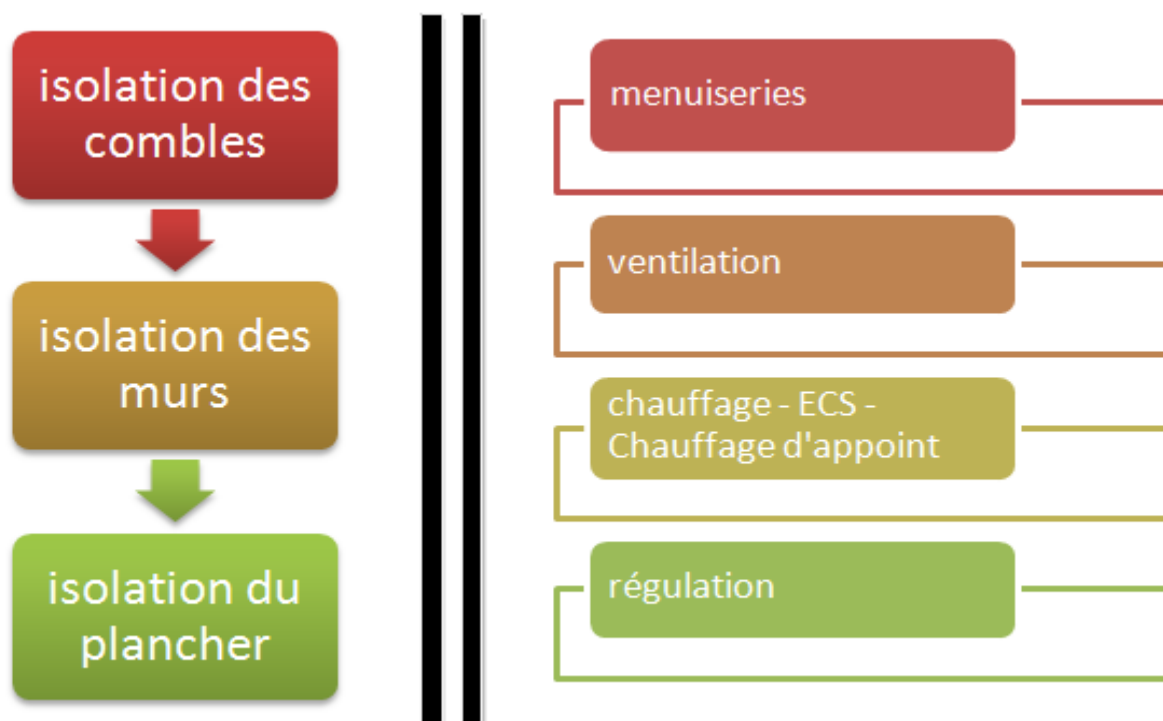 isolation des
combles
isolation des
murs
isolation du
plancher
menuiseries
ventilation
chauffage - ECS -
Chauffage d'appoint
régulation